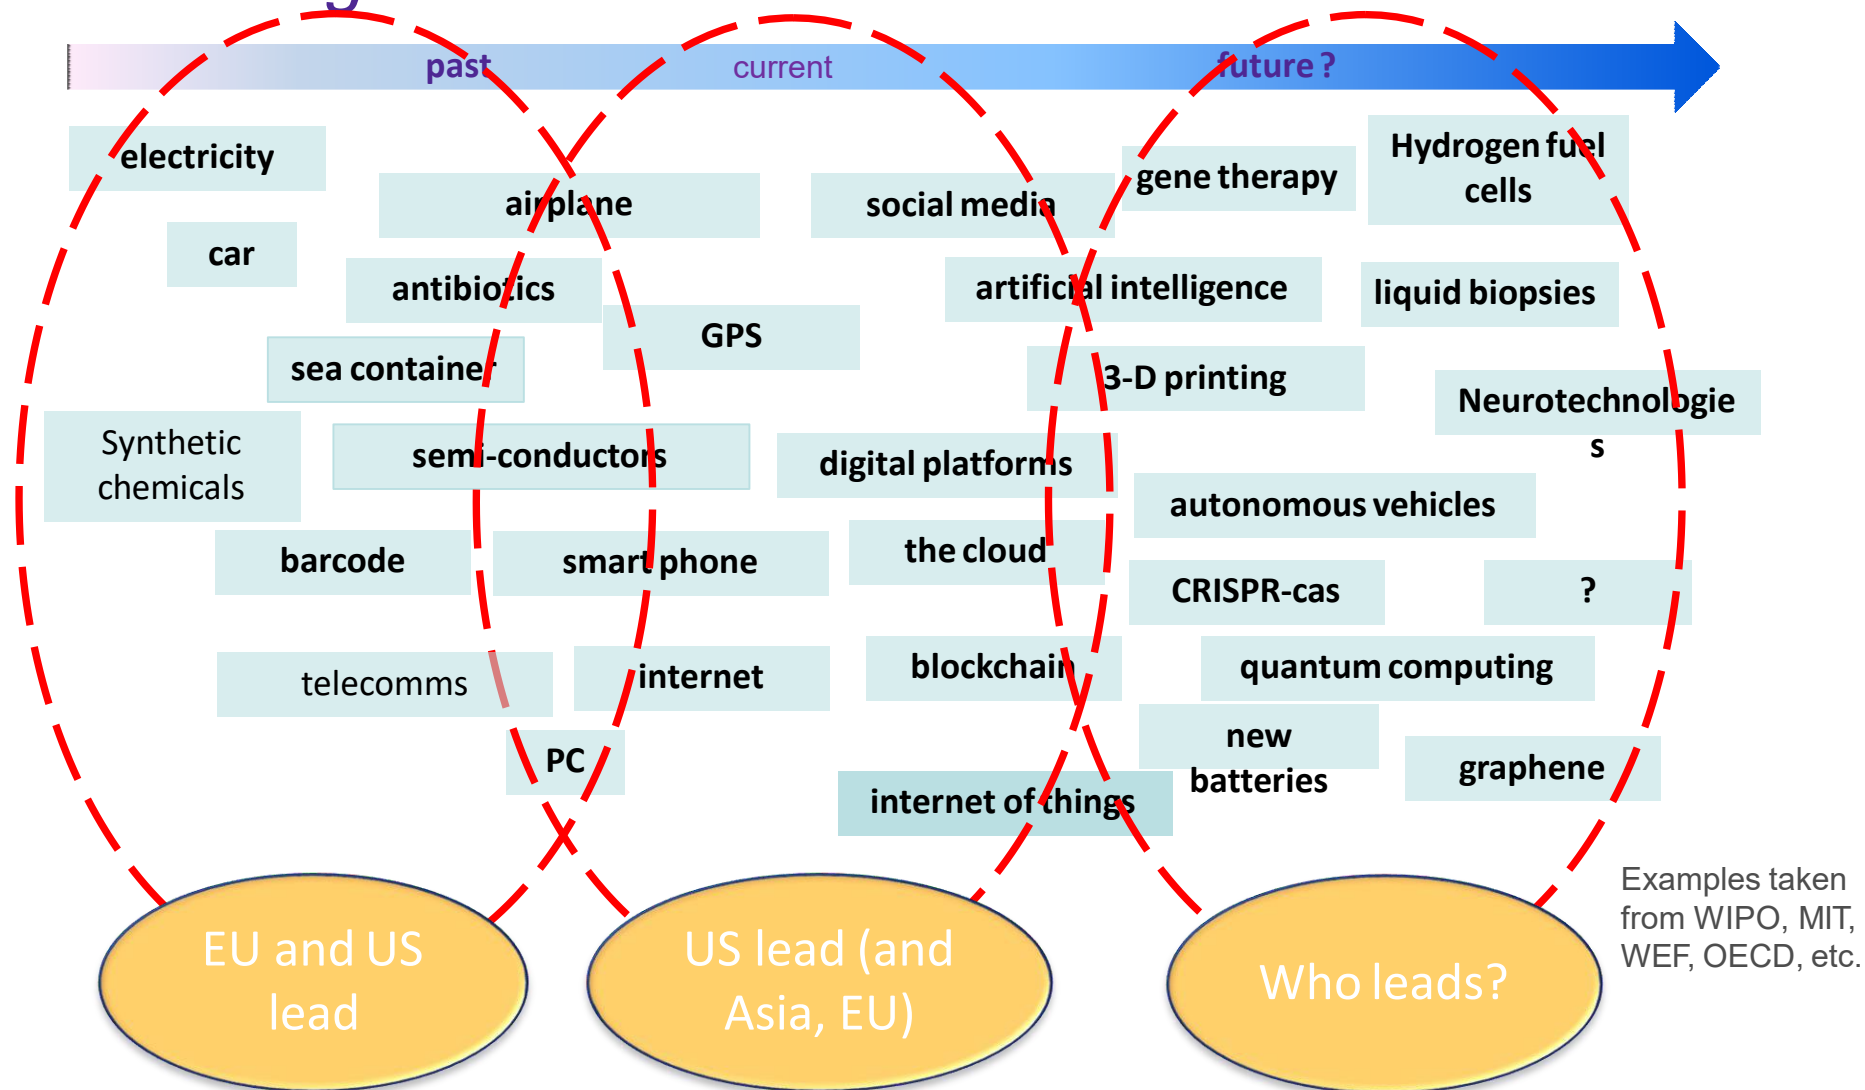 past
current
future ?
electricity
airplane
social media
gene therapy
Hydrogen fuel
cells
car
antibiotics
artificial intelligence
liquid biopsies
GPS
sea container
3-D printing
Neurotechnologie
s
Synthetic
chemicals
semi-conductors
digital platforms
autonomous vehicles
barcode
smart phone
the cloud
CRISPR-cas
?
telecomms
internet
blockchain
quantum computing
PC
new
batteries
graphene
internet of things
EU and US
lead
US lead (and
Asia, EU)
Who leads?
Examples taken
from WIPO, MIT,
WEF, OECD, etc.